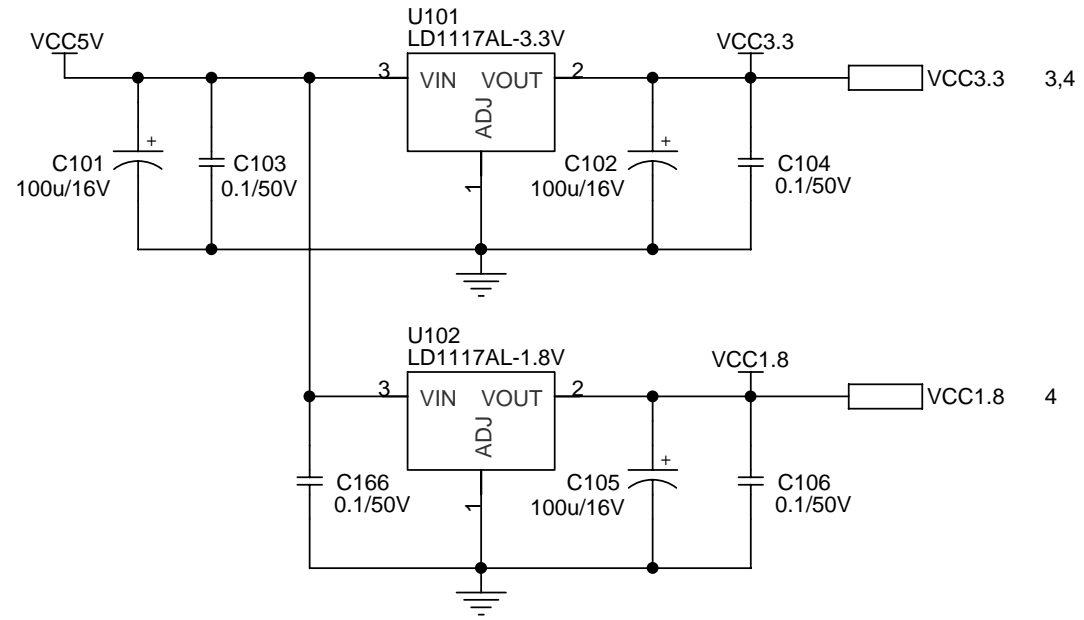 U101
LD1117AL-3.3V
VCC5V
VCC3.3
3 VIN VOUT 2
ADJ
1
VCC3.3 3,4
C101
100u/16V
+
C103
0.1/50V
C102
100u/16V
+
C104
0.1/50V
U102
LD1117AL-1.8V
VCC1.8
3 VIN VOUT 2
ADJ
1
VCC1.8 4
C166
0.1/50V
C105
100u/16V
+
C106
0.1/50V